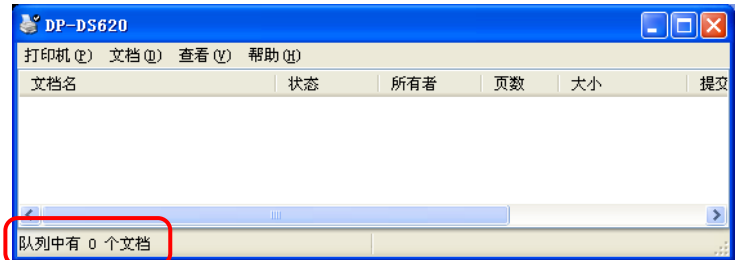 DP-DS620
打印机(P) 文档(D) 查看(V) 帮助(H)
文档名 状态 所有者 页数 大小 提交
队列中有 0 个文档